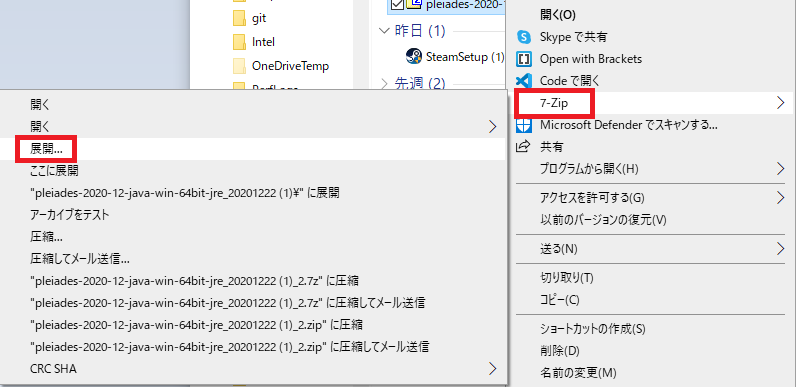 git
Intel
OneDriveTemp
pleiades-2020-1
昨日 (1)
SteamSetup (1)
先週 (2)
開く(O)
Skype で共有
Open with Brackets
Code で開く
7-Zip
Microsoft Defender でスキャンする...
共有
プログラムから開く(H)
アクセスを許可する(G)
以前のバージョンの復元(V)
送る(N)
切り取り(T)
コピー(C)
ショートカットの作成(S)
削除(D)
名前の変更(M)
開く
開く
展開...
ここに展開
"pleiades-2020-12-java-win-64bit-jre_20201222 (1)¥" に展開
アーカイブをテスト
圧縮...
圧縮してメール送信...
"pleiades-2020-12-java-win-64bit-jre_20201222 (1)_2.7z" に圧縮
"pleiades-2020-12-java-win-64bit-jre_20201222 (1)_2.7z" に圧縮してメール送信
"pleiades-2020-12-java-win-64bit-jre_20201222 (1)_2.zip" に圧縮
"pleiades-2020-12-java-win-64bit-jre_20201222 (1)_2.zip" に圧縮してメール送信
CRC SHA